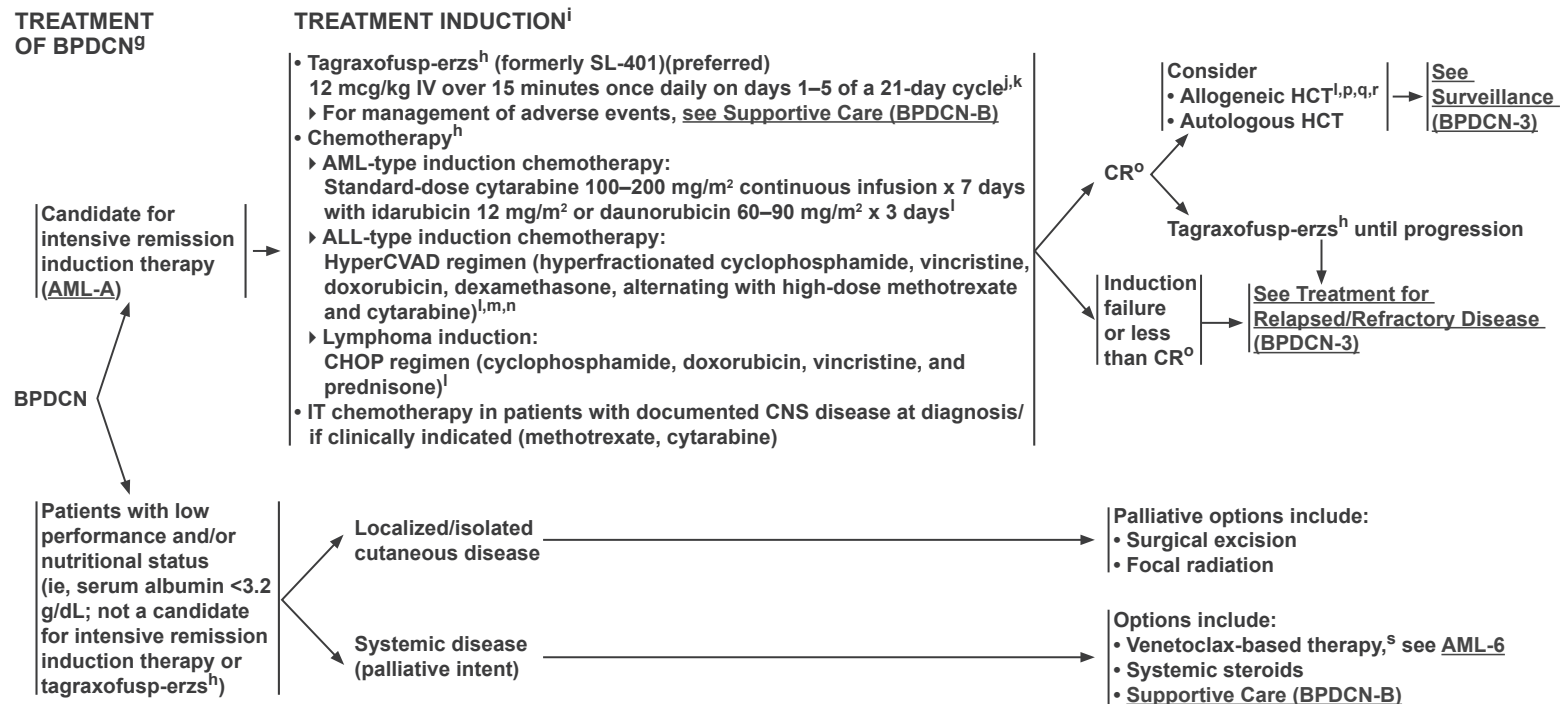 TREATMENT
OF BPDCNg
TREATMENT INDUCTIONi
BPDCN
Candidate for
intensive remission
induction therapy
(AML-A)
• Tagraxofusp-erzsh (formerly SL-401)(preferred)
12 mcg/kg IV over 15 minutes once daily on days 1–5 of a 21-day cyclej,k
▸ For management of adverse events, see Supportive Care (BPDCN-B)
• Chemotherapyh
▸ AML-type induction chemotherapy:
Standard-dose cytarabine 100–200 mg/m² continuous infusion x 7 days
with idarubicin 12 mg/m² or daunorubicin 60–90 mg/m² x 3 daysl
▸ ALL-type induction chemotherapy:
HyperCVAD regimen (hyperfractionated cyclophosphamide, vincristine,
doxorubicin, dexamethasone, alternating with high-dose methotrexate
and cytarabine)l,m,n
▸ Lymphoma induction:
CHOP regimen (cyclophosphamide, doxorubicin, vincristine, and
prednisone)l
• IT chemotherapy in patients with documented CNS disease at diagnosis/
if clinically indicated (methotrexate, cytarabine)
CRo
Consider
• Allogeneic HCTl,p,q,r
• Autologous HCT
See
Surveillance
(BPDCN-3)
Tagraxofusp-erzsh until progression
Induction
failure
or less
than CRo
See Treatment for
Relapsed/Refractory Disease
(BPDCN-3)
Patients with low
performance and/or
nutritional status
(ie, serum albumin <3.2
g/dL; not a candidate
for intensive remission
induction therapy or
tagraxofusp-erzsh)
Localized/isolated
cutaneous disease
Palliative options include:
• Surgical excision
• Focal radiation
Systemic disease
(palliative intent)
Options include:
• Venetoclax-based therapy,s see AML-6
• Systemic steroids
• Supportive Care (BPDCN-B)